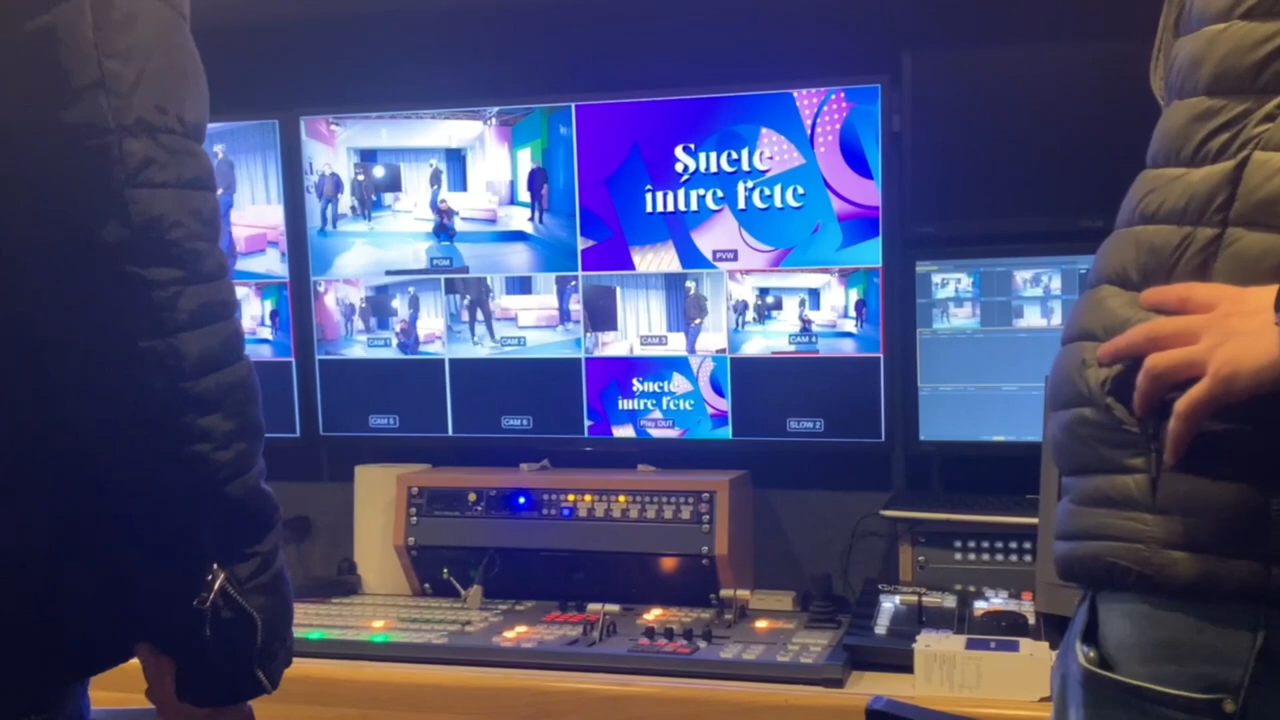 Șuete
între fete
PGM
PVW
CAM 1
CAM 2
CAM 3
CAM 4
Șuete
între fete
Play OUT
CAM 5
CAM 6
SLOW 2